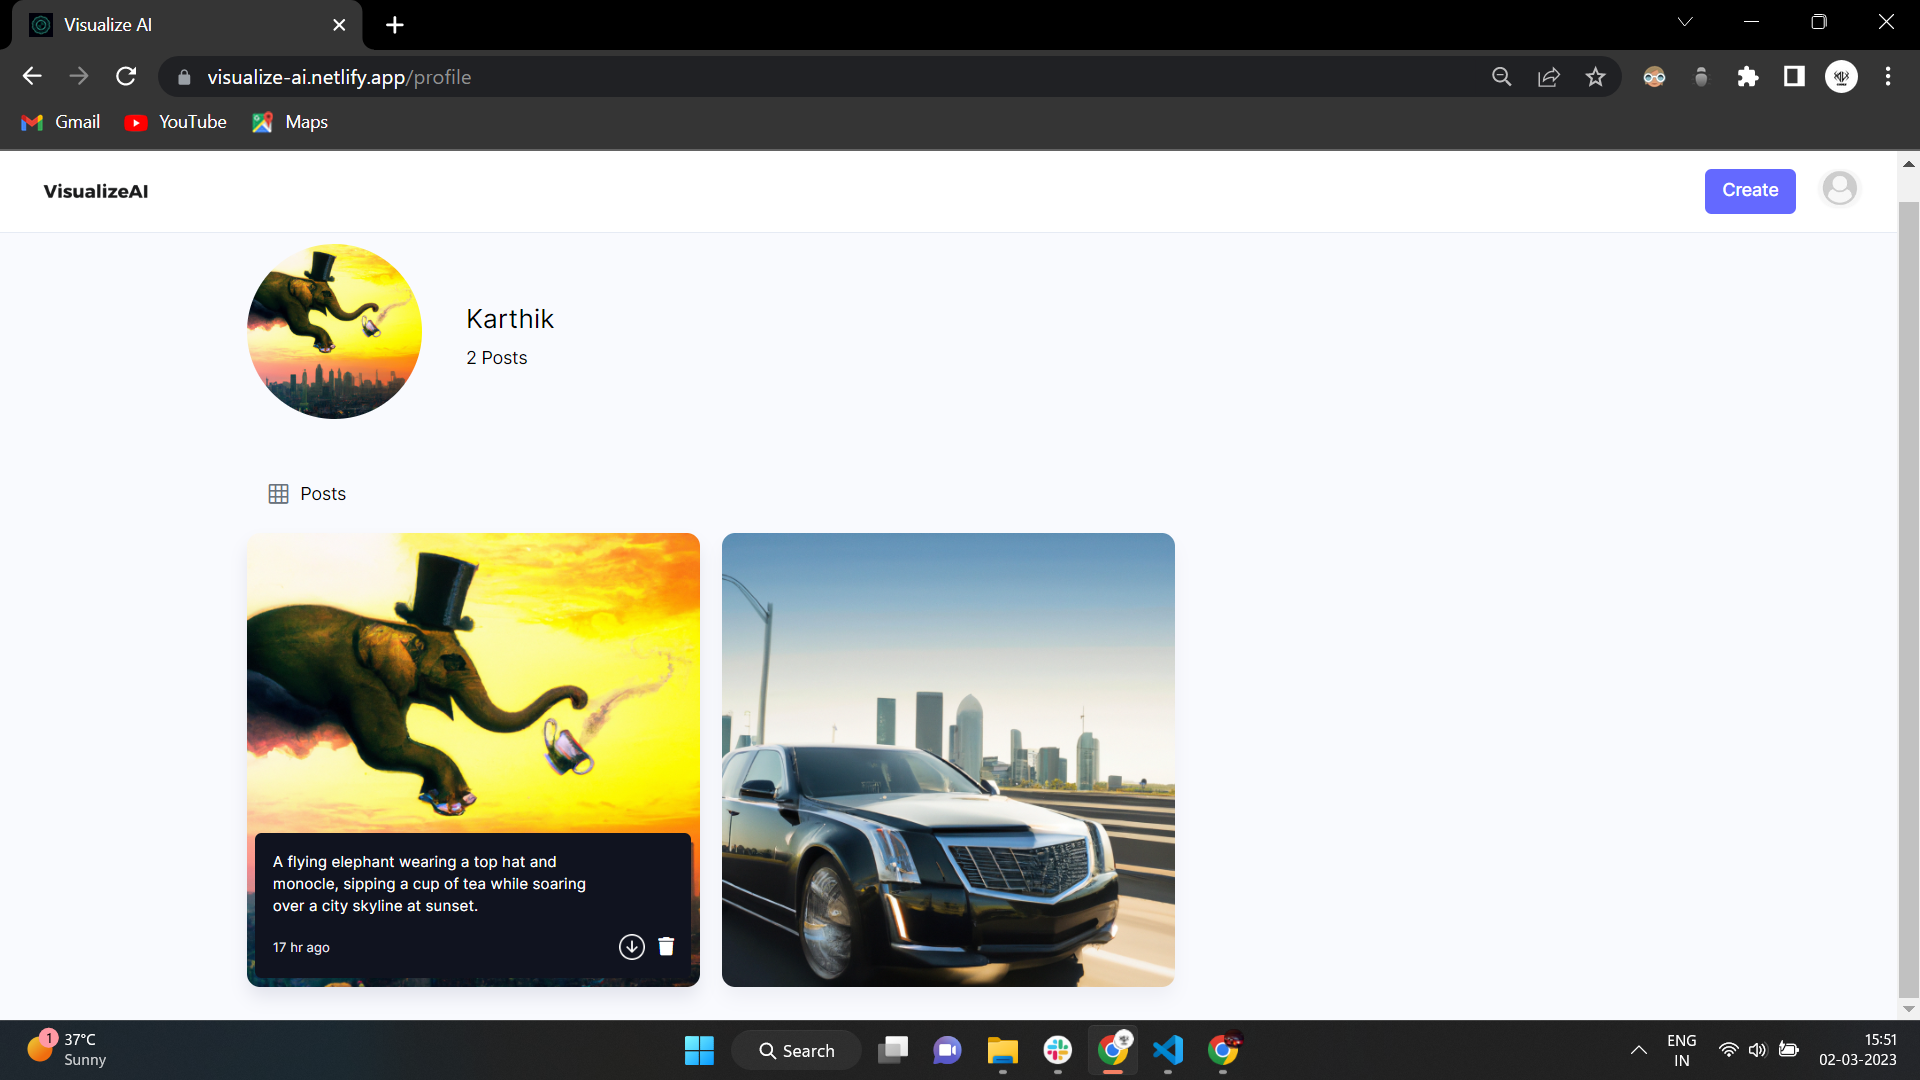 Visualize AI
visualize-ai.netlify.app/profile
Gmail YouTube Maps
VisualizeAI
Create
Karthik
2 Posts
Posts
A flying elephant wearing a top hat and
monocle, sipping a cup of tea while soaring
over a city skyline at sunset.
17 hr ago
1
37°C
Sunny
Search
ENG
IN
15:51
02-03-2023